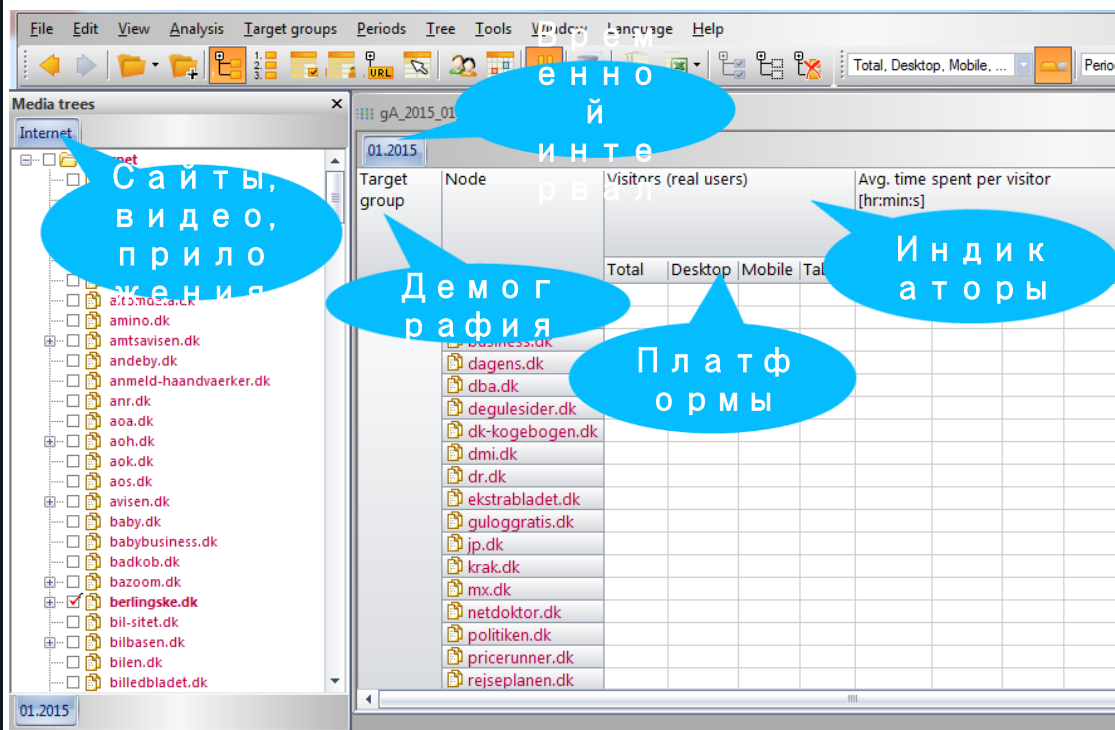 File Edit View Analysis Target groups Periods Tree Tools Window Language Help
URL
Total, Desktop, Mobile, ...
Media trees
Internet
gA_2015_01
01.2015
Врем
енно
й
инте
рвал
Сайты,
видео,
прило
жения
Target group
Node
Visitors (real users)
Avg. time spent per visitor
[hr:min:s]
Total Desktop Mobile
Демог
рафия
Индик
аторы
Платф
ормы
amino.dk
amtsavisen.dk
andeby.dk
anmeld-haandvaerker.dk
anr.dk
aoa.dk
aoh.dk
aok.dk
aos.dk
avisen.dk
baby.dk
babybusiness.dk
badkob.dk
bazoom.dk
berlingske.dk
bil-sitet.dk
bilbasen.dk
bilen.dk
billedbladet.dk
business.dk
dagens.dk
dba.dk
degulesider.dk
dk-kogebogen.dk
dmi.dk
dr.dk
ekstrabladet.dk
guloggratis.dk
jp.dk
krak.dk
mx.dk
netdoktor.dk
politiken.dk
pricerunner.dk
rejseplanen.dk
01.2015